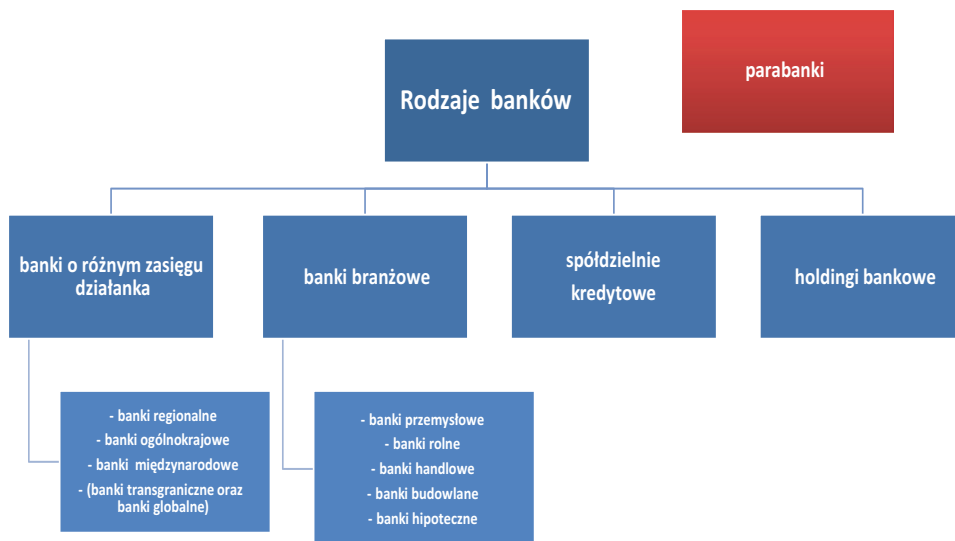 parabanki
Rodzaje banków
banki o różnym zasięgu
działanka
banki branżowe
spółdzielnie
kredytowe
holdingi bankowe
- banki regionalne
- banki ogólnokrajowe
- banki międzynarodowe
- (banki transgraniczne oraz
banki globalne)
- banki przemysłowe
- banki rolne
- banki handlowe
- banki budowlane
- banki hipoteczne